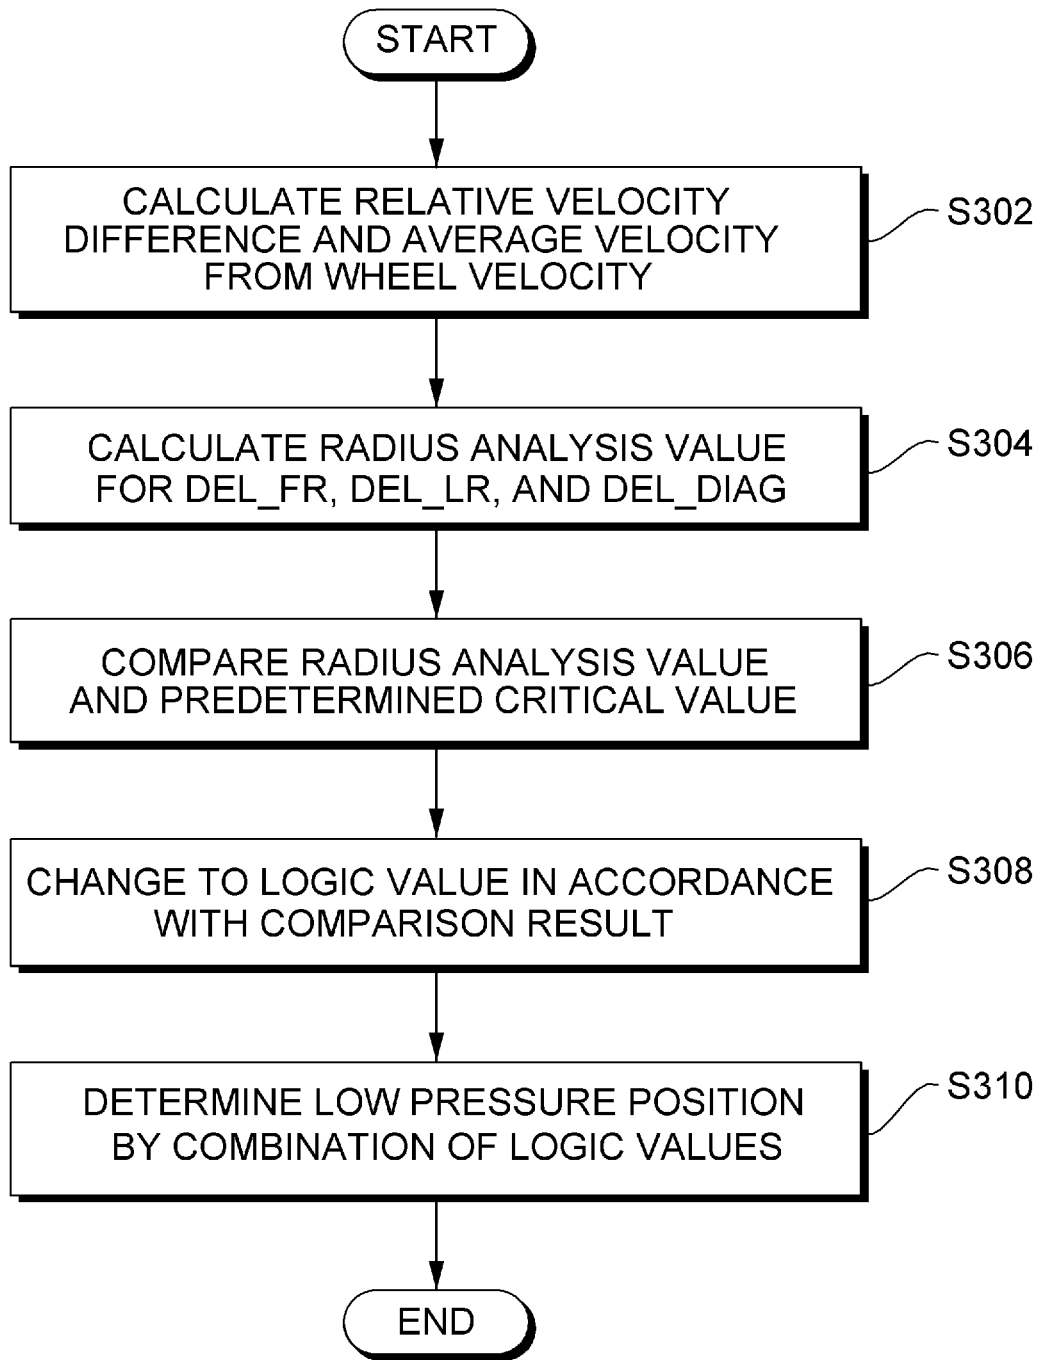 START
CALCULATE RELATIVE VELOCITY
DIFFERENCE AND AVERAGE VELOCITY
FROM WHEEL VELOCITY
S302
CALCULATE RADIUS ANALYSIS VALUE
FOR DEL_FR, DEL_LR, AND DEL_DIAG
S304
COMPARE RADIUS ANALYSIS VALUE
AND PREDETERMINED CRITICAL VALUE
S306
CHANGE TO LOGIC VALUE IN ACCORDANCE
WITH COMPARISON RESULT
S308
DETERMINE LOW PRESSURE POSITION
BY COMBINATION OF LOGIC VALUES
S310
END